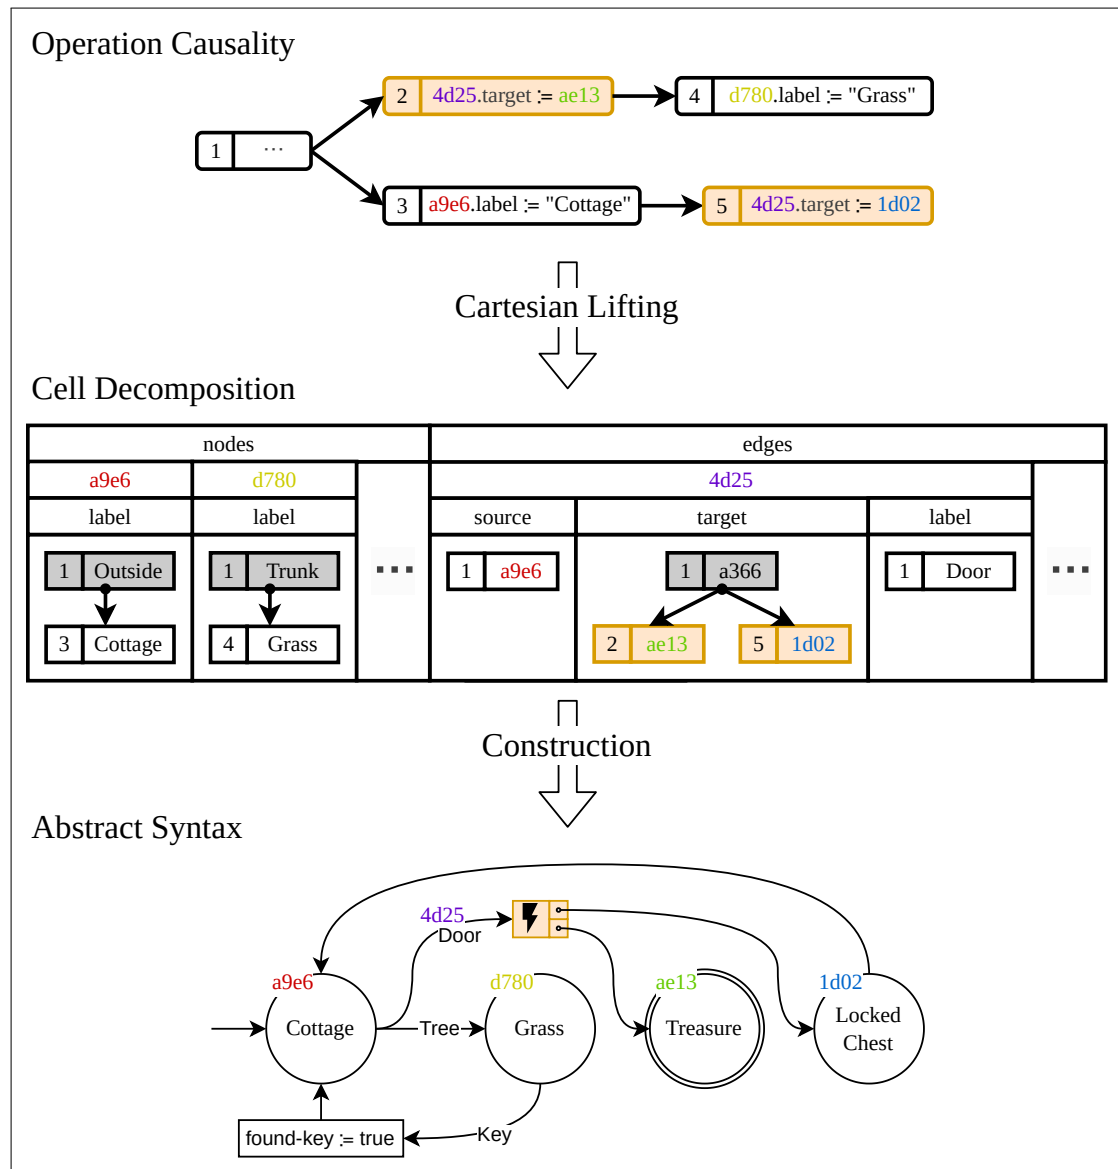 Operation Causality
2 4d25.target := ae13
4 d780.label := "Grass"
1 ...
3 a9e6.label := "Cottage"
5 4d25.target := 1d02
Cartesian Lifting
Cell Decomposition
nodes edges
a9e6 d780 4d25
label label source target label
1 Outside 1 Trunk ... 1 a9e6 1 a366 1 Door ...
3 Cottage 4 Grass 2 ae13 5 1d02
Construction
Abstract Syntax
4d25
Door
a9e6 d780 ae13 1d02
Cottage Tree Grass Treasure Locked
Chest
found-key := true Key